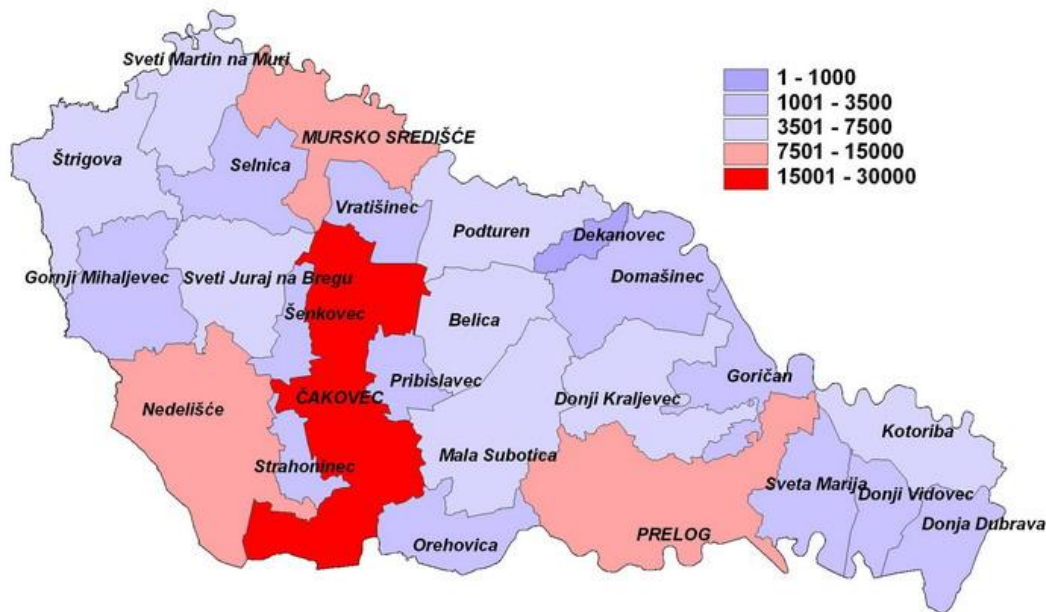 Sveti Martin na Muri
1 - 1000
1001 - 3500
3501 - 7500
7501 - 15000
15001 - 30000
MURSKO SREDIŠĆE
Štrigova
Selnica
Vratišinec
Podturen
Dekanovec
Gornji Mihaljevec
Sveti Juraj na Bregu
Domašinec
Šenkovec
Belica
Pribislavec
Goričan
Nedelišće
ČAKOVEC
Donji Kraljevec
Kotoriba
Strahoninec
Mala Subotica
Sveta Marija
Donji Vidovec
Donja Dubrava
Orehovica
PRELOG